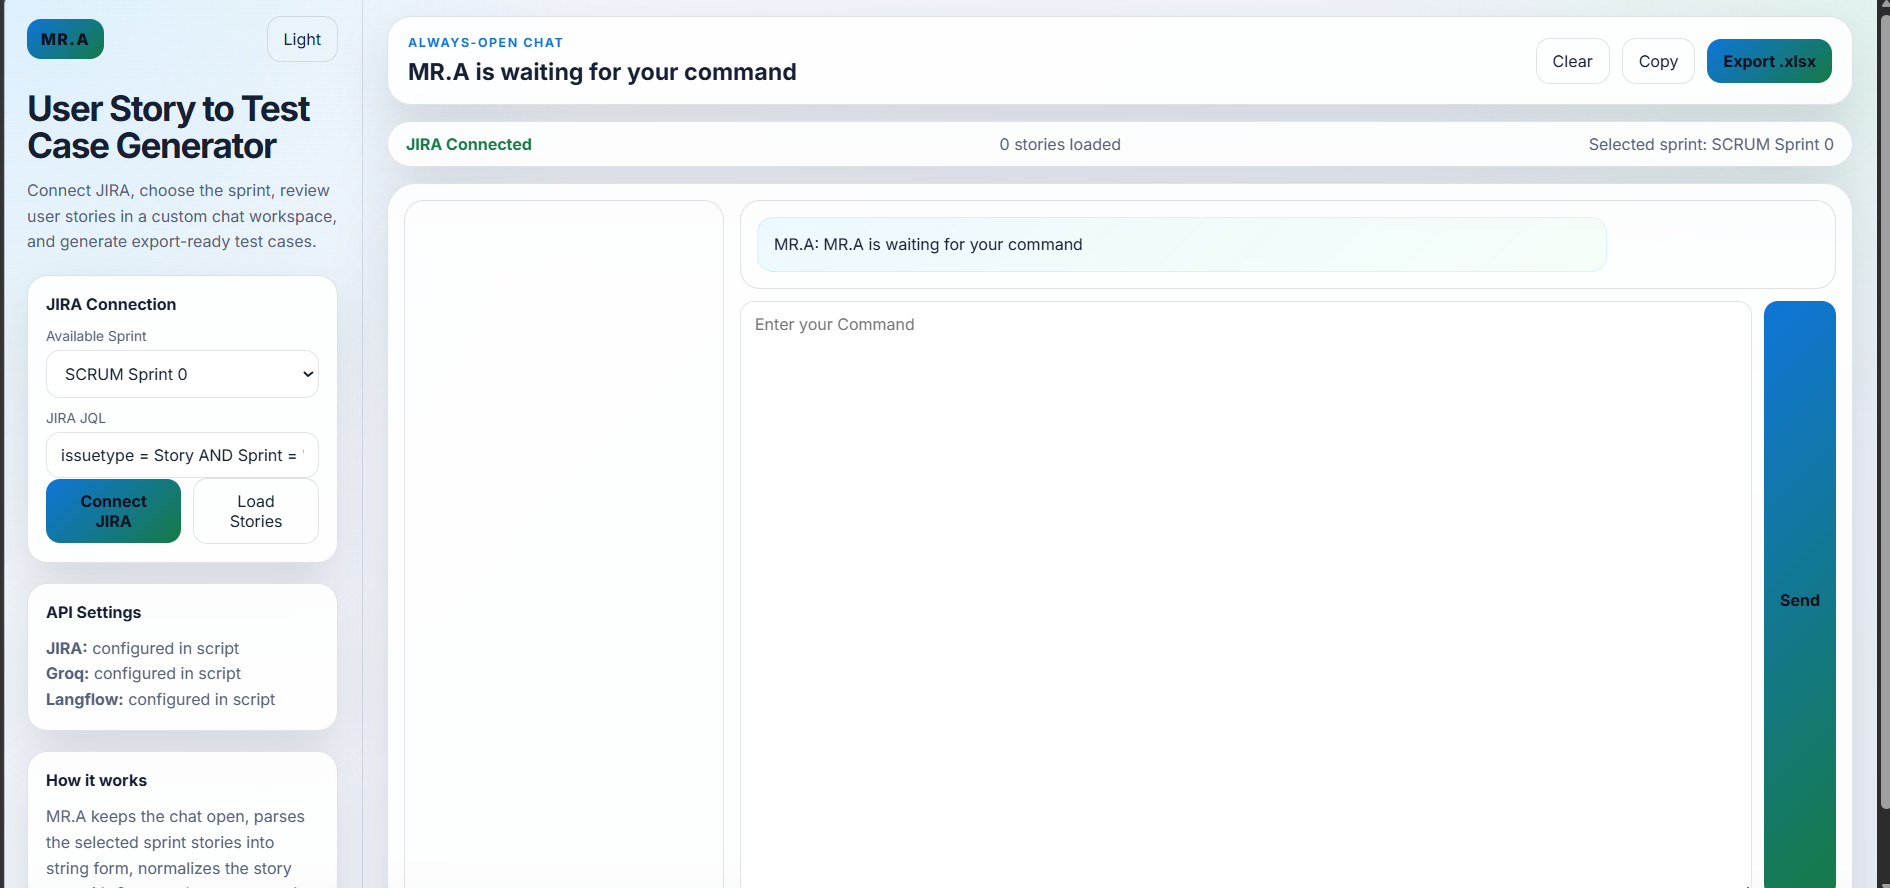 MR.A
Light
User Story to Test
Case Generator
Connect JIRA, choose the sprint, review
user stories in a custom chat workspace,
and generate export-ready test cases.
JIRA Connection
Available Sprint
SCRUM Sprint 0
JIRA JQL
issuetype = Story AND Sprint =
Connect
JIRA
Load
Stories
API Settings
JIRA: configured in script
Groq: configured in script
Langflow: configured in script
How it works
MR.A keeps the chat open, parses
the selected sprint stories into
string form, normalizes the story
ALWAYS-OPEN CHAT
MR.A is waiting for your command
Clear
Copy
Export .xlsx
JIRA Connected
0 stories loaded
Selected sprint: SCRUM Sprint 0
MR.A: MR.A is waiting for your command
Enter your Command
Send